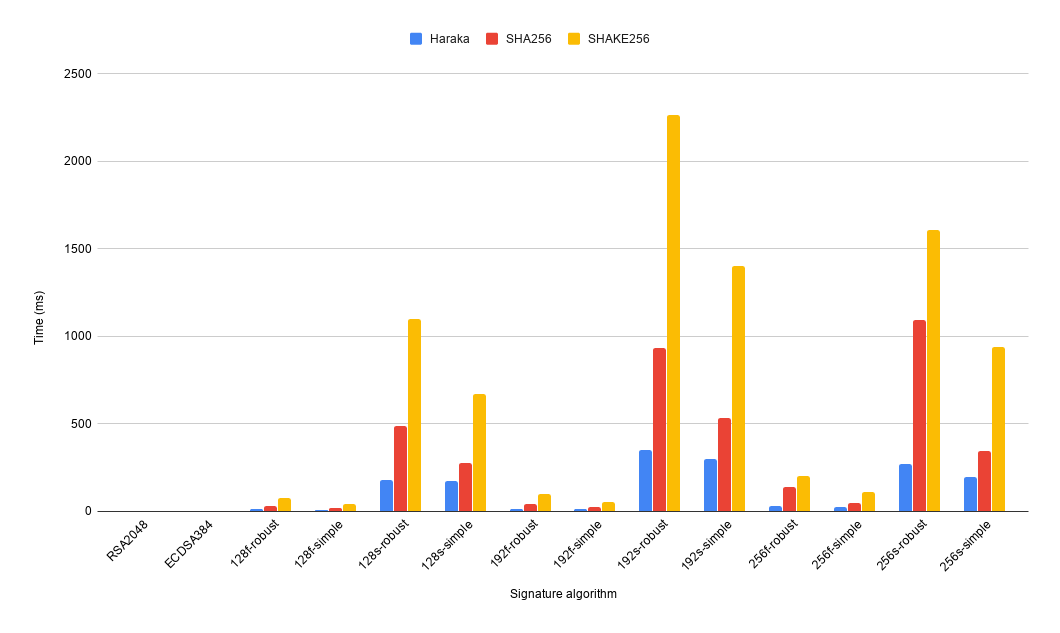 Haraka SHA256 SHAKE256
2500
2000
1500
1000
500
0
Time (ms)
RSA2048
ECDSA384
128f-robust
128f-simple
128s-robust
128s-simple
192f-robust
192f-simple
192s-robust
192s-simple
256f-robust
256f-simple
256s-robust
256s-simple
Signature algorithm